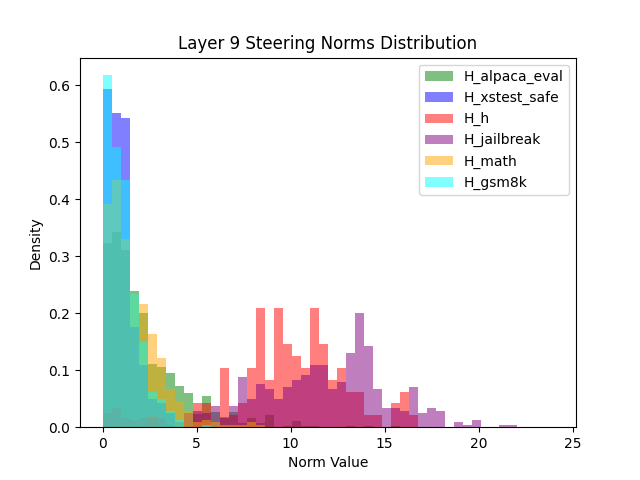 Layer 9 Steering Norms Distribution
H_alpaca_eval
H_xstest_safe
H_h
H_jailbreak
H_math
H_gsm8k
Density
0.6
0.5
0.4
0.3
0.2
0.1
0.0
0 5 10 15 20 25
Norm Value